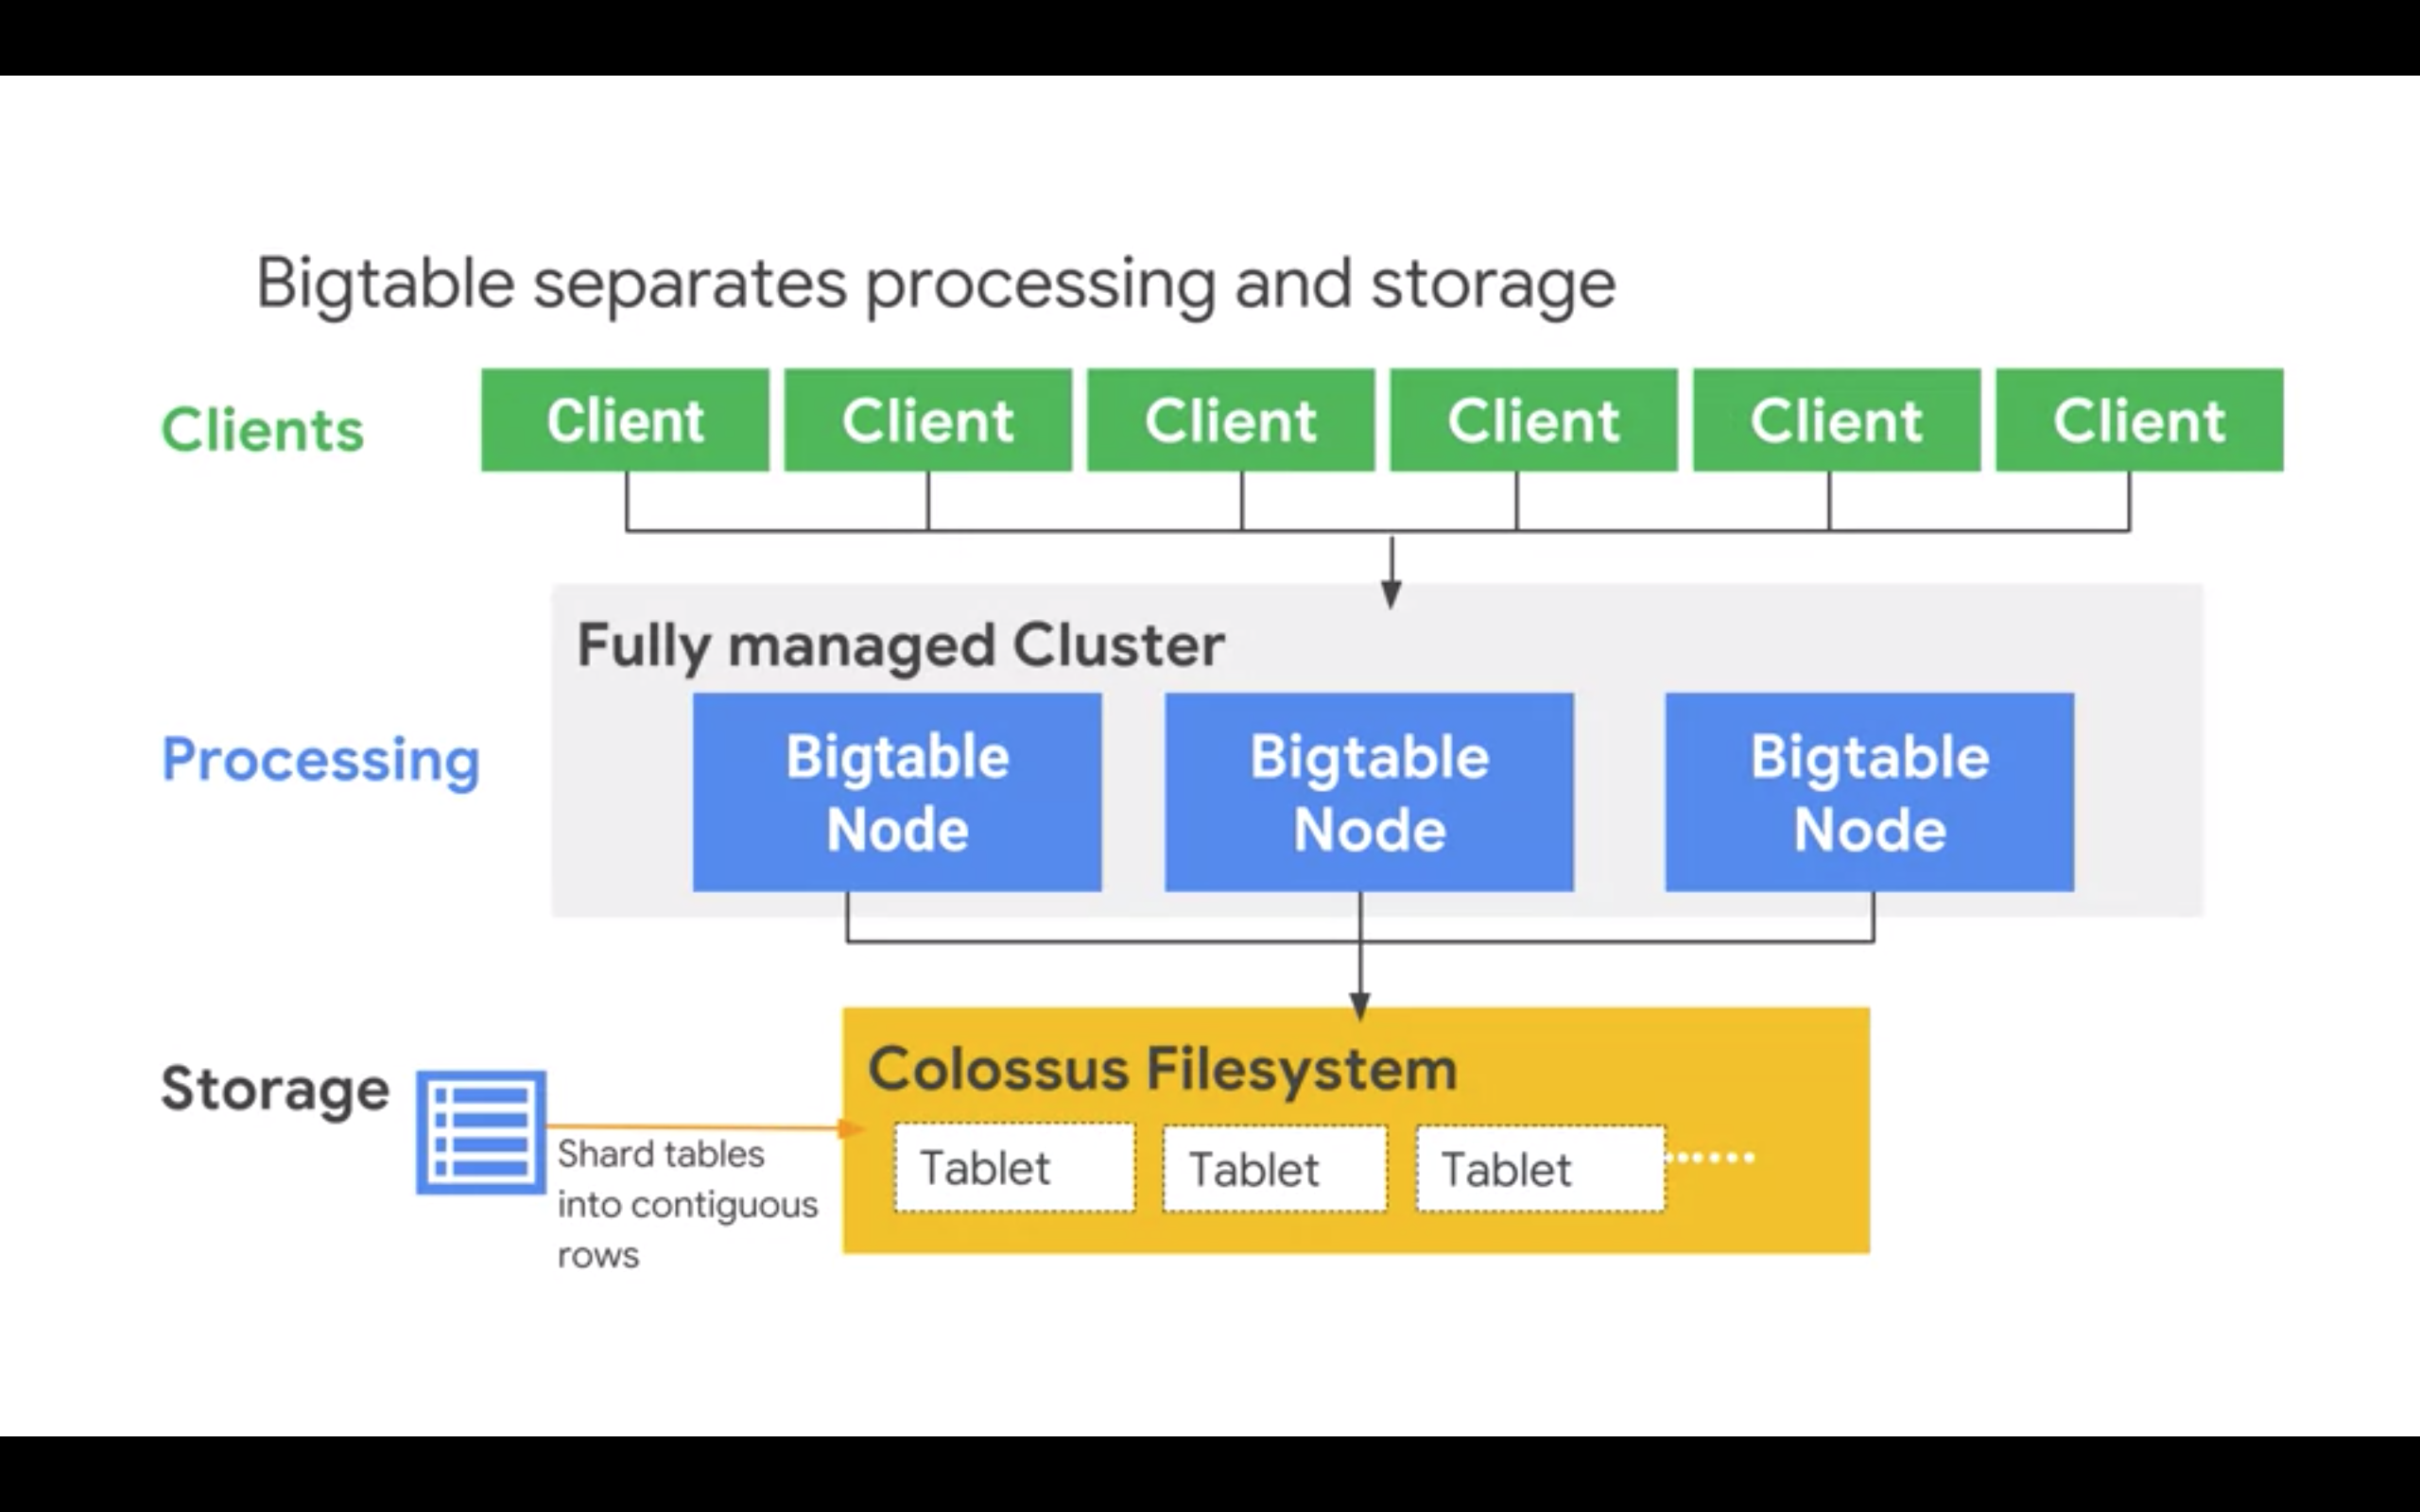 Bigtable separates processing and storage
Clients
Client Client Client Client Client Client
Fully managed Cluster
Processing
Bigtable Node
Bigtable Node
Bigtable Node
Storage
Shard tables
into contiguous
rows
Colossus Filesystem
Tablet Tablet Tablet